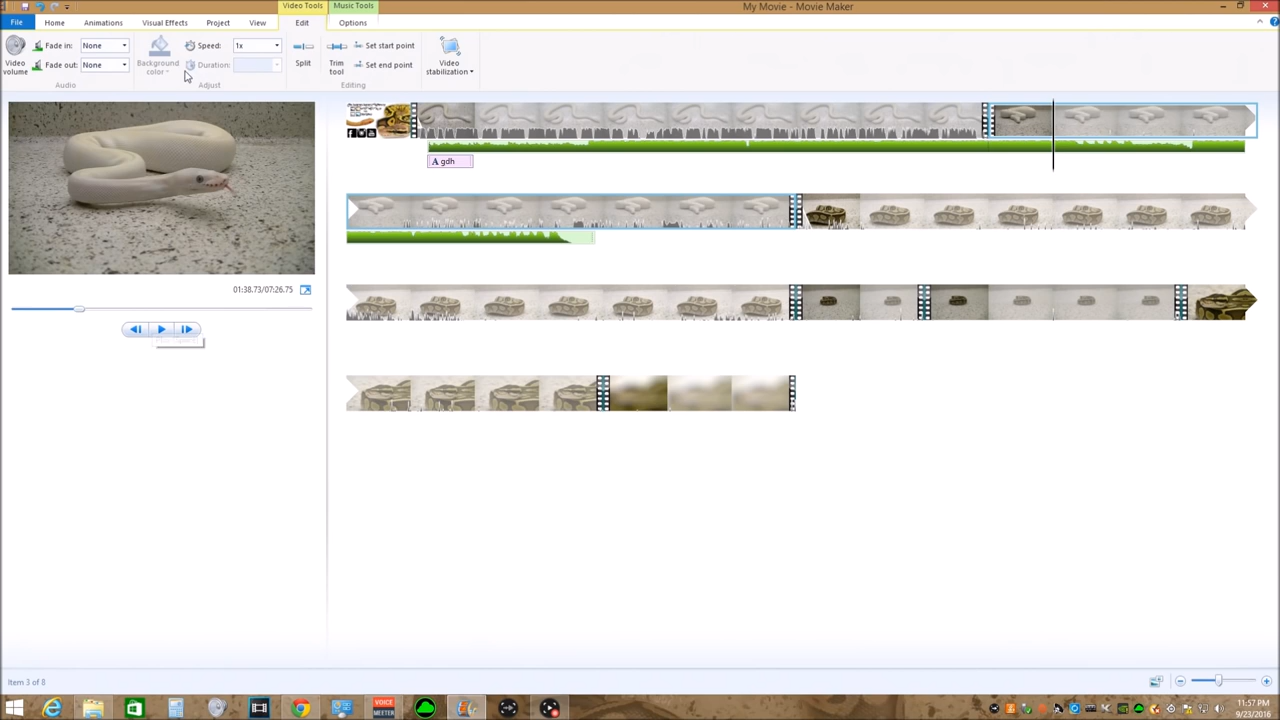 Video Tools Music Tools My Movie - Movie Maker
File Home Animations Visual Effects Project View Edit Options
Video volume
Fade in: None
Fade out: None
Audio
Background color
Speed: 1x
Duration:
Adjust
Split
Trim tool
Set start point
Set end point
Editing
Video stabilization
A gdh
01:38.73/07:26.75
Item 3 of 8
VOICE
MEETER
11:57 PM
9/23/2016